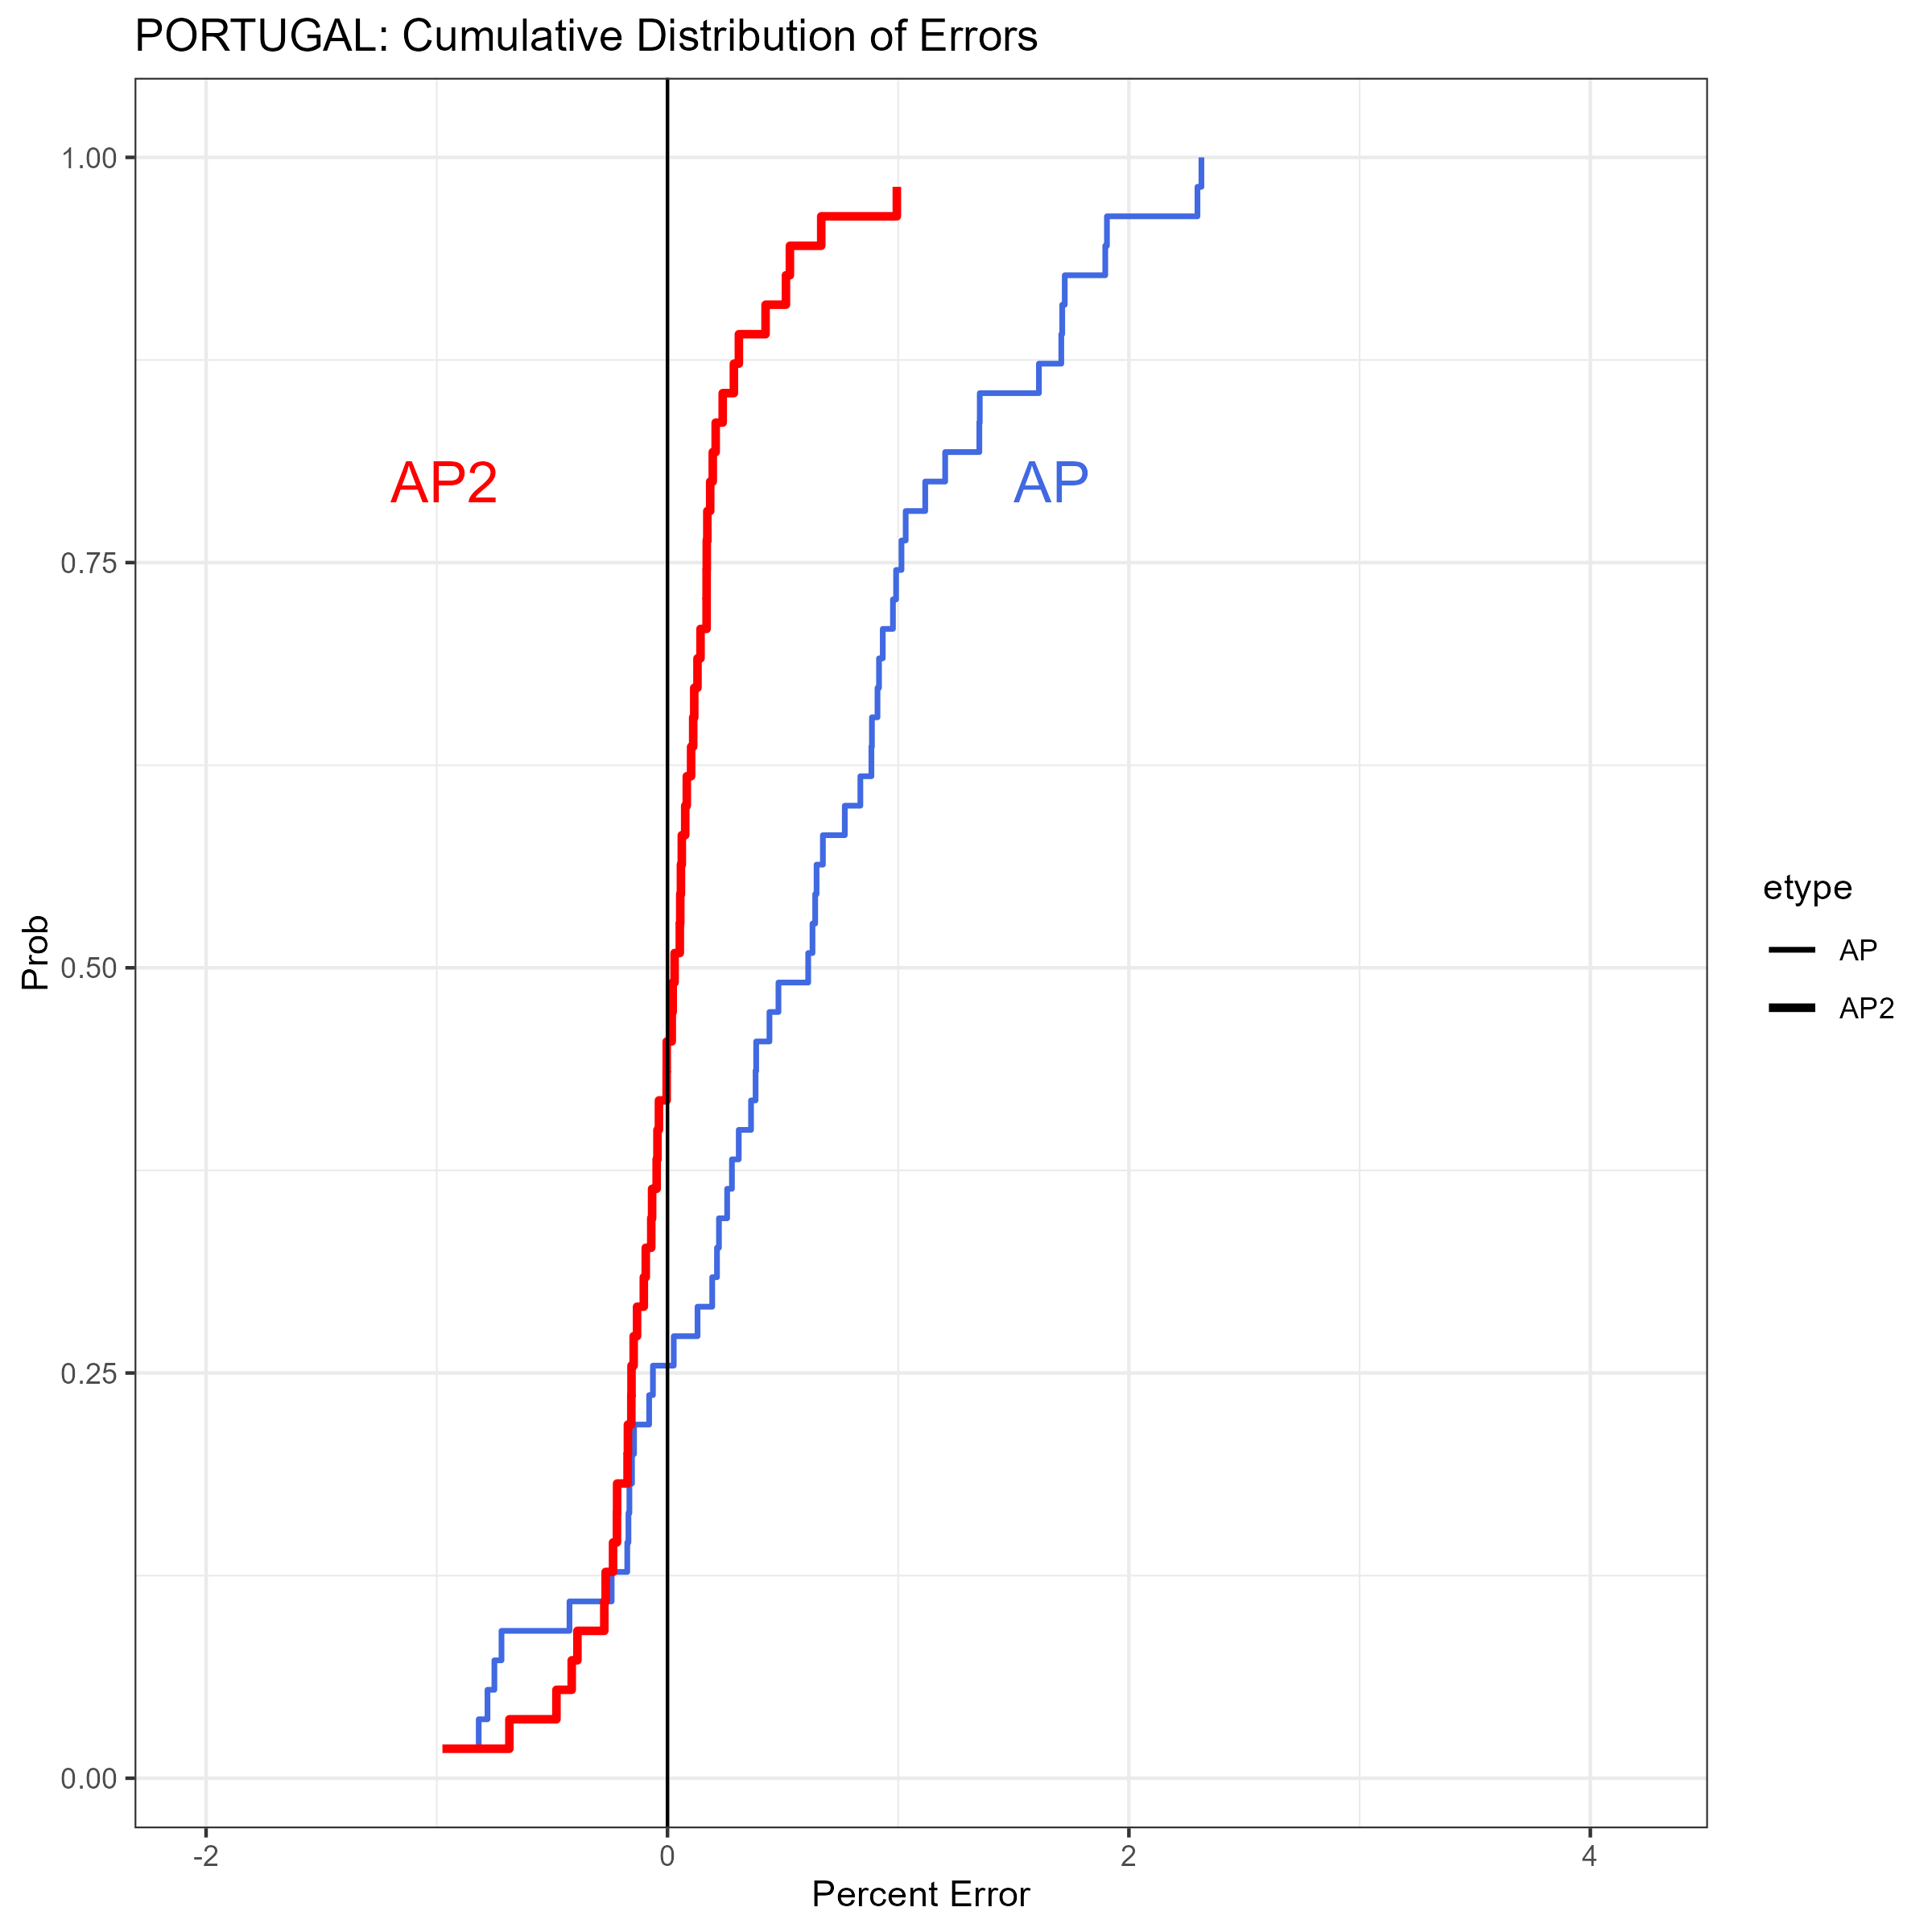 PORTUGAL: Cumulative Distribution of Errors
1.00
AP2
AP
0.75
etype
AP
AP2
Prob
0.50
0.25
0.00
-2
0
2
4
Percent Error